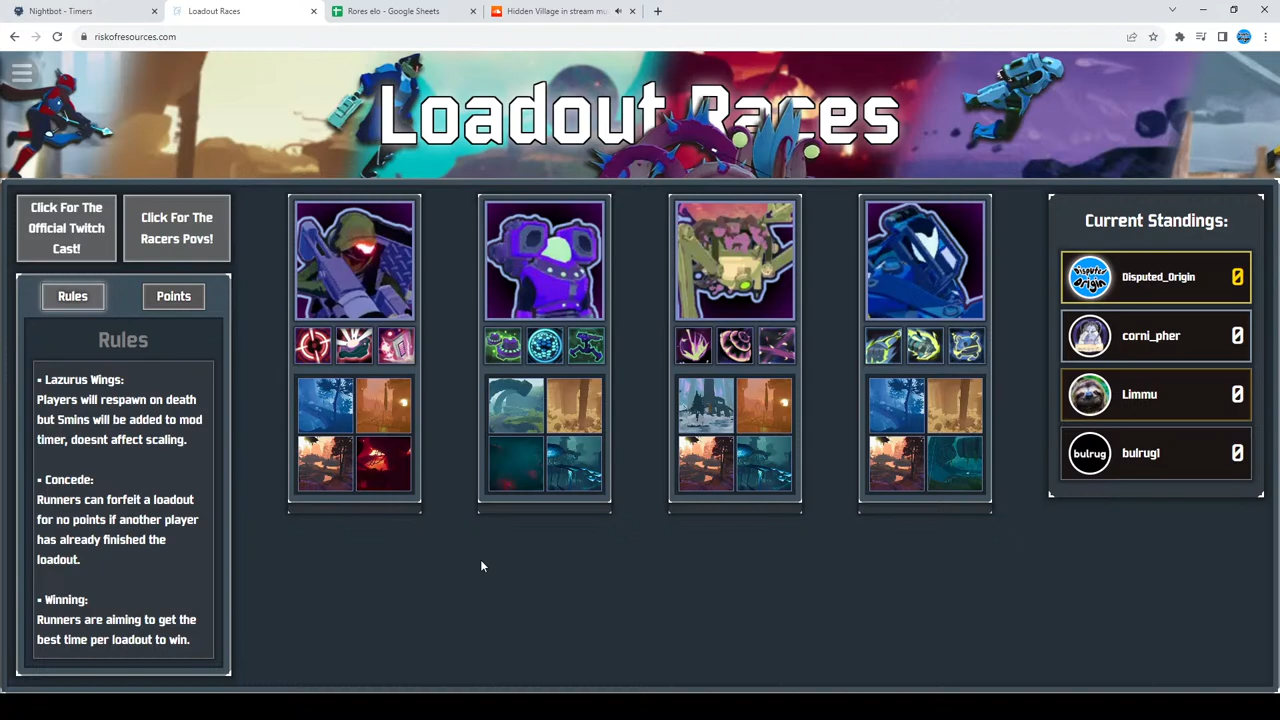 Nightbot - Timers
Loadout Races
Rores elo - Google Sheets
Hidden Village in stream mu
riskofresources.com
Loadout Races
Click For The
Official Twitch
Cast!
Click For The
Racers Povs!
Rules
Points
Rules
▪ Lazurus Wings:
Players will respawn on death
but 5mins will be added to mod
timer, doesnt affect scaling.
▪ Concede:
Runners can forfeit a loadout
for no points if another player
has already finished the
loadout.
▪ Winning:
Runners are aiming to get the
best time per loadout to win.
Current Standings:
Disputed Origin
Disputed_Origin
0
corni_pher
0
Limmu
0
bulrug
bulrugl
0